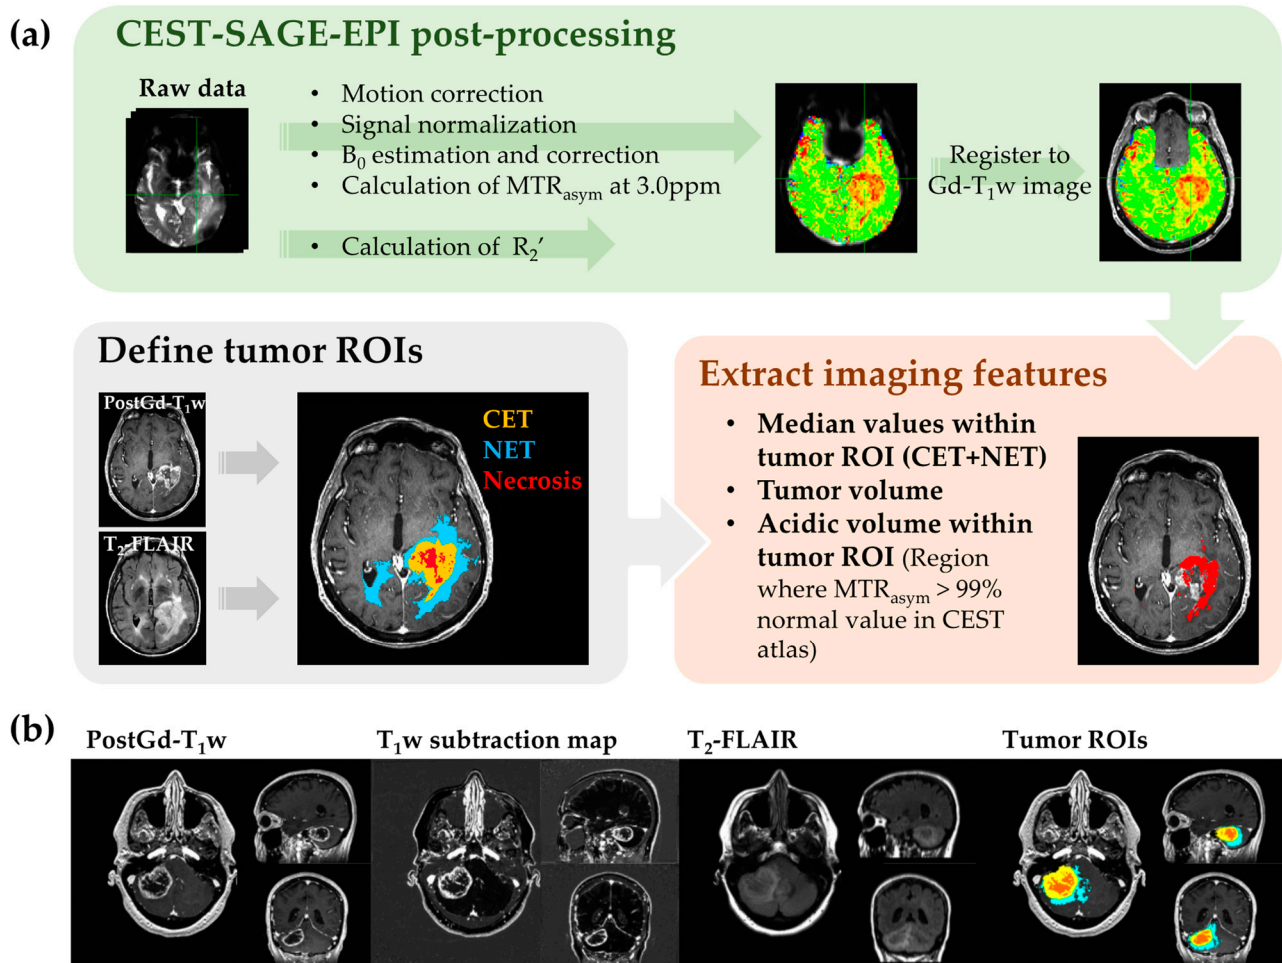 (a)
CEST-SAGE-EPI post-processing
Raw data
• Motion correction
• Signal normalization
• B₀ estimation and correction
• Calculation of MTRasym at 3.0ppm
• Calculation of R₂′
Register to
Gd-T₁w image
Define tumor ROIs
PostGd-T₁w
T₂-FLAIR
CET
NET
Necrosis
Extract imaging features
• Median values within
tumor ROI (CET+NET)
• Tumor volume
• Acidic volume within
tumor ROI (Region
where MTRasym > 99%
normal value in CEST
atlas)
(b)
PostGd-T₁w
T₁w subtraction map
T₂-FLAIR
Tumor ROIs